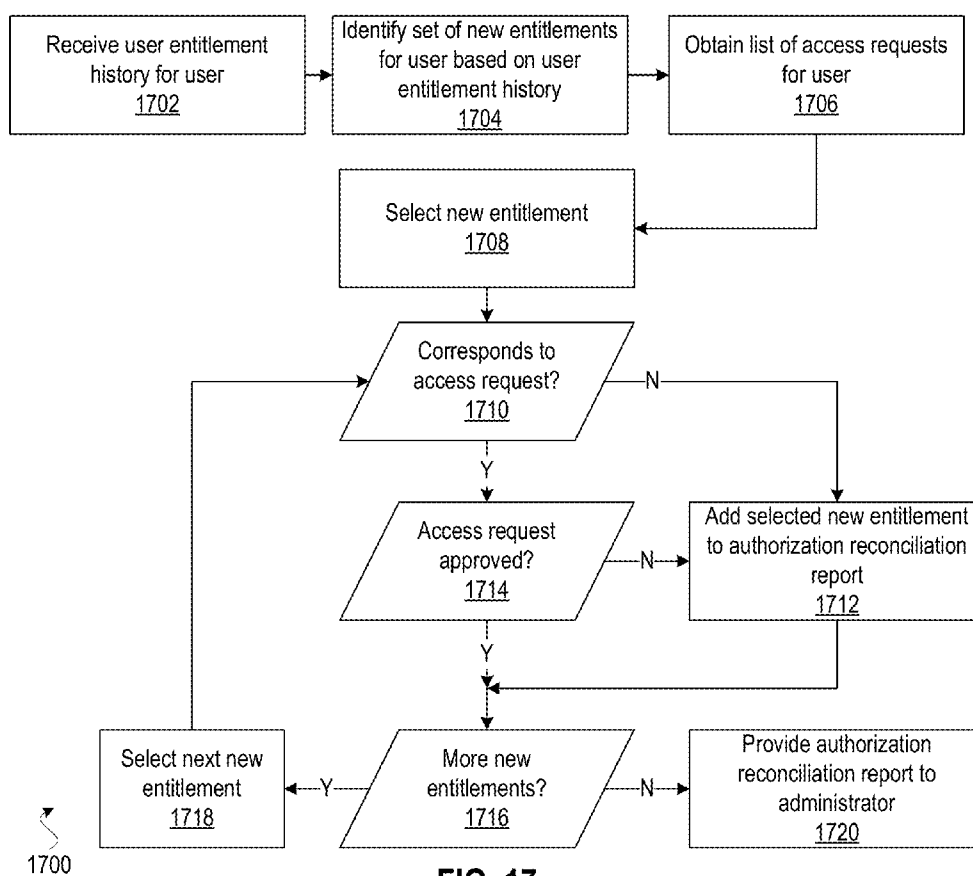 Receive user entitlement
history for user
1702
Identify set of new entitlements
for user based on user
entitlement history
1704
Obtain list of access requests
for user
1706
Select new entitlement
1708
Corresponds to
access request?
1710
N
Y
Access request
approved?
1714
N
Add selected new entitlement
to authorization reconciliation
report
1712
Y
Select next new
entitlement
1718
Y
More new
entitlements?
1716
N
Provide authorization
reconciliation report to
administrator
1720
1700
FIG. 17